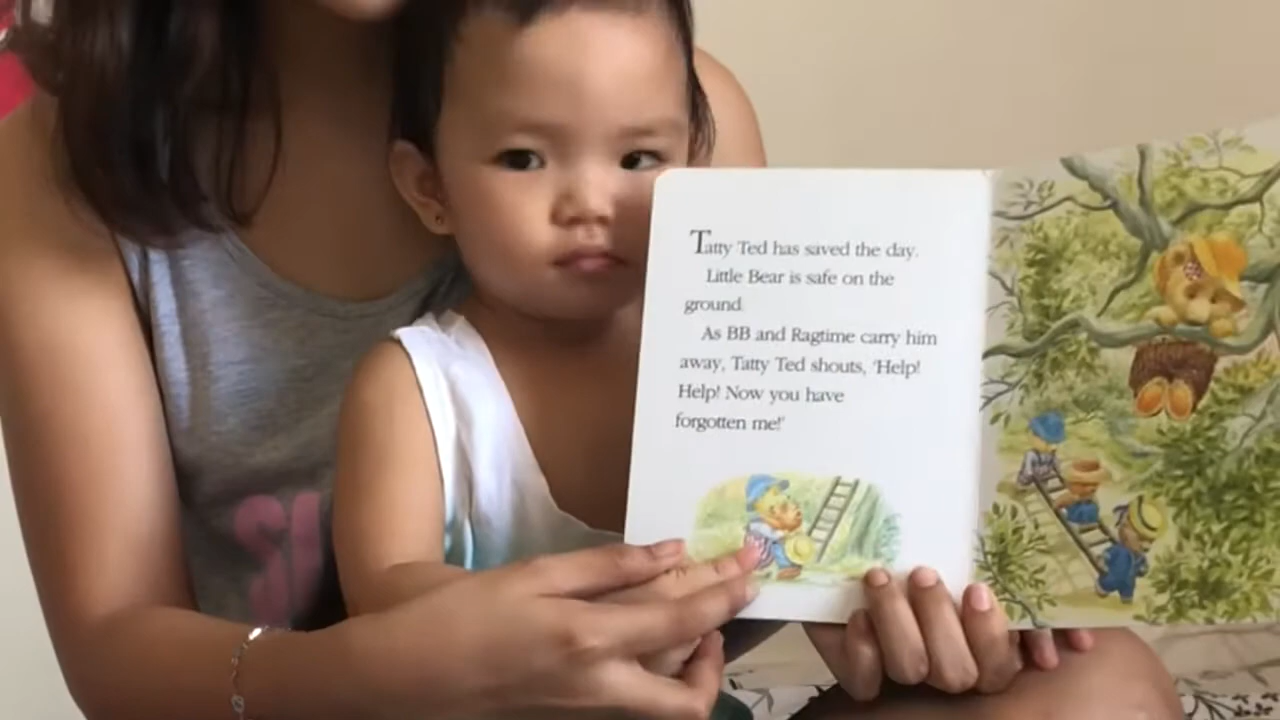 Tatty Ted has saved the day.
Little Bear is safe on the
ground.
As BB and Ragtime carry him
away, Tatty Ted shouts, 'Help!
Help! Now you have
forgotten me!'